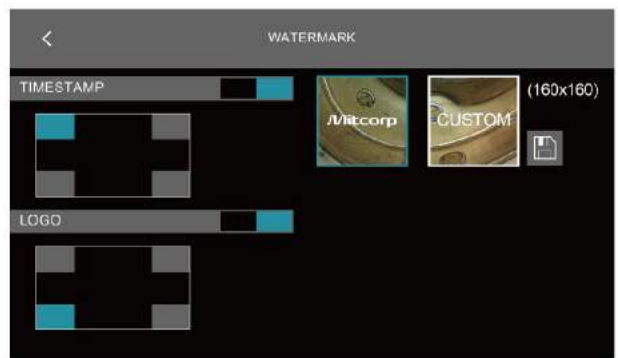 WATERMARK
TIMESTAMP
Mitcorp
CUSTOM
(160x160)
LOGO